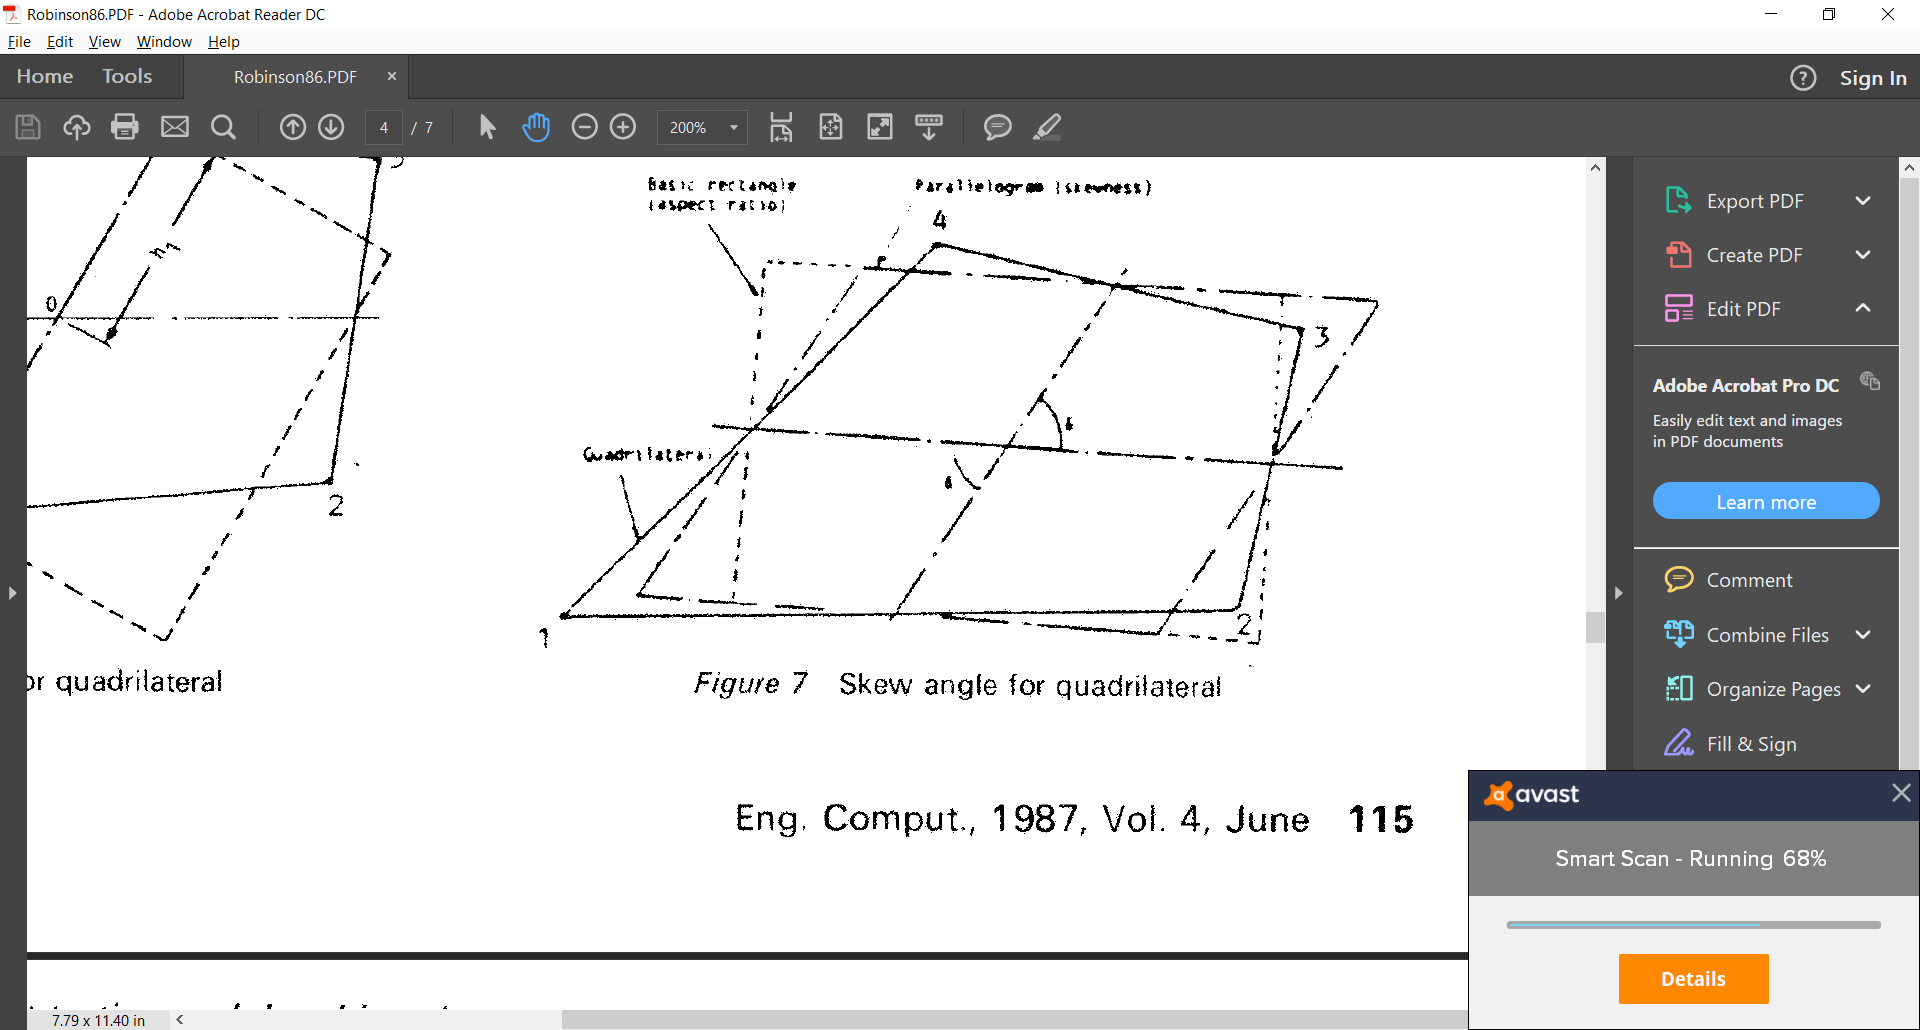 Robinson86.PDF - Adobe Acrobat Reader DC
File Edit View Window Help
Home Tools Robinson86.PDF × ? Sign In
4 / 7 200%
3
n1
0
2
or quadrilateral
Basic rectangle
(aspect ratio)
Parallelogram (skewness)
4
3
Quadrilateral
1
2
Figure 7 Skew angle for quadrilateral
Eng. Comput., 1987, Vol. 4, June 115
7.79 x 11.40 in
Export PDF
Create PDF
Edit PDF
Adobe Acrobat Pro DC
Easily edit text and images
in PDF documents
Learn more
Comment
Combine Files
Organize Pages
Fill & Sign
avast
Smart Scan - Running 68%
Details